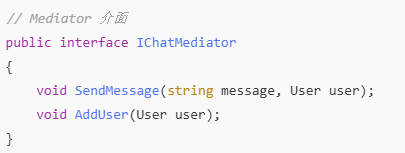 // Mediator 介面
public interface IChatMediator
{
    void SendMessage(string message, User user);
    void AddUser(User user);
}